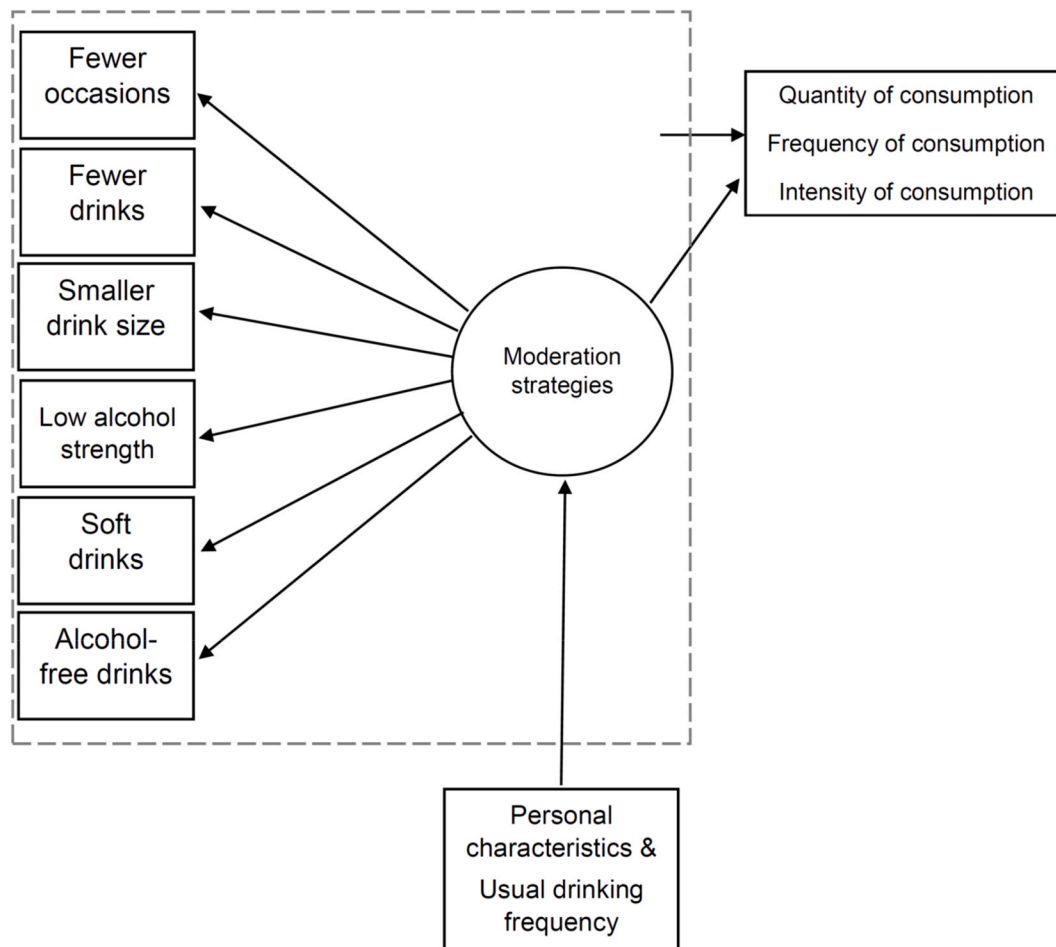 Fewer
occasions
Fewer
drinks
Smaller
drink size
Low alcohol
strength
Soft
drinks
Alcohol-
free drinks
Moderation
strategies
Quantity of consumption
Frequency of consumption
Intensity of consumption
Personal
characteristics &
Usual drinking
frequency